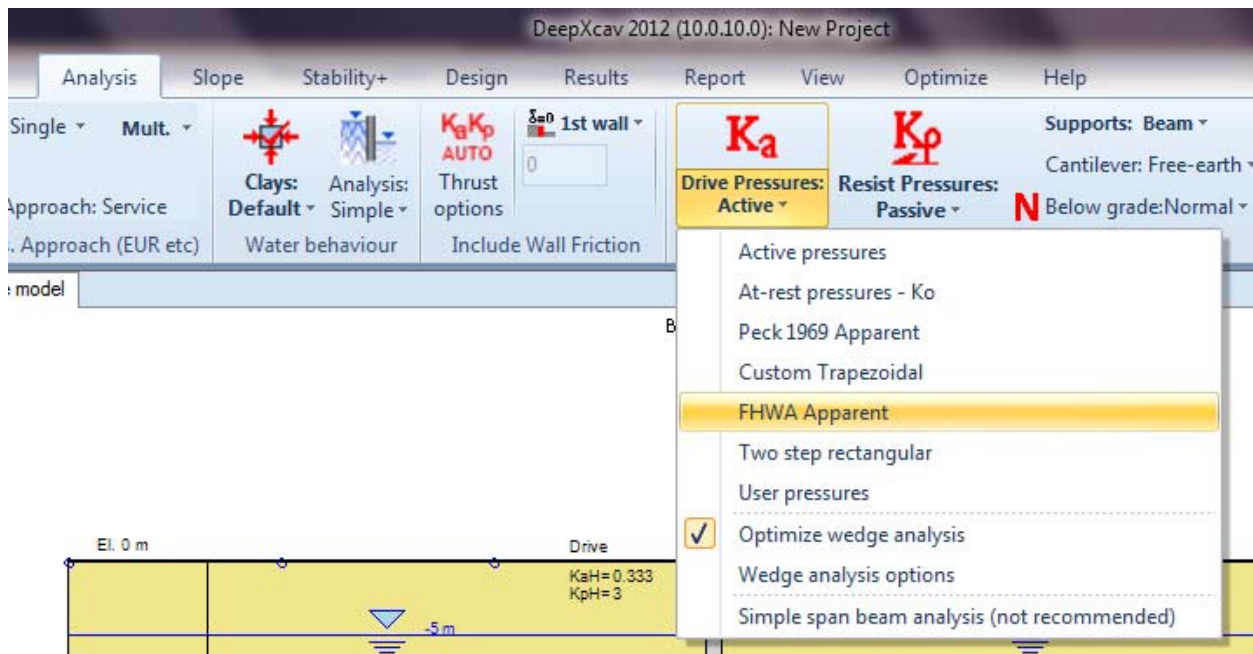 DeepXcav 2012 (10.0.10.0): New Project
Analysis Slope Stability+ Design Results Report View Optimize Help
Single Mult.
Approach: Service
. Approach (EUR etc)
Clays:
Default
Analysis:
Simple
Water behaviour
KaKp
AUTO
Thrust
options
δ=0 1st wall
0
Include Wall Friction
Ka
Drive Pressures:
Active
Kp
Resist Pressures:
Passive
Supports: Beam
Cantilever: Free-earth
N Below grade:Normal
model
B
Active pressures
At-rest pressures - Ko
Peck 1969 Apparent
Custom Trapezoidal
FHWA Apparent
Two step rectangular
User pressures
Optimize wedge analysis
Wedge analysis options
Simple span beam analysis (not recommended)
El. 0 m
Drive
KaH= 0.333
KpH= 3
-5 m